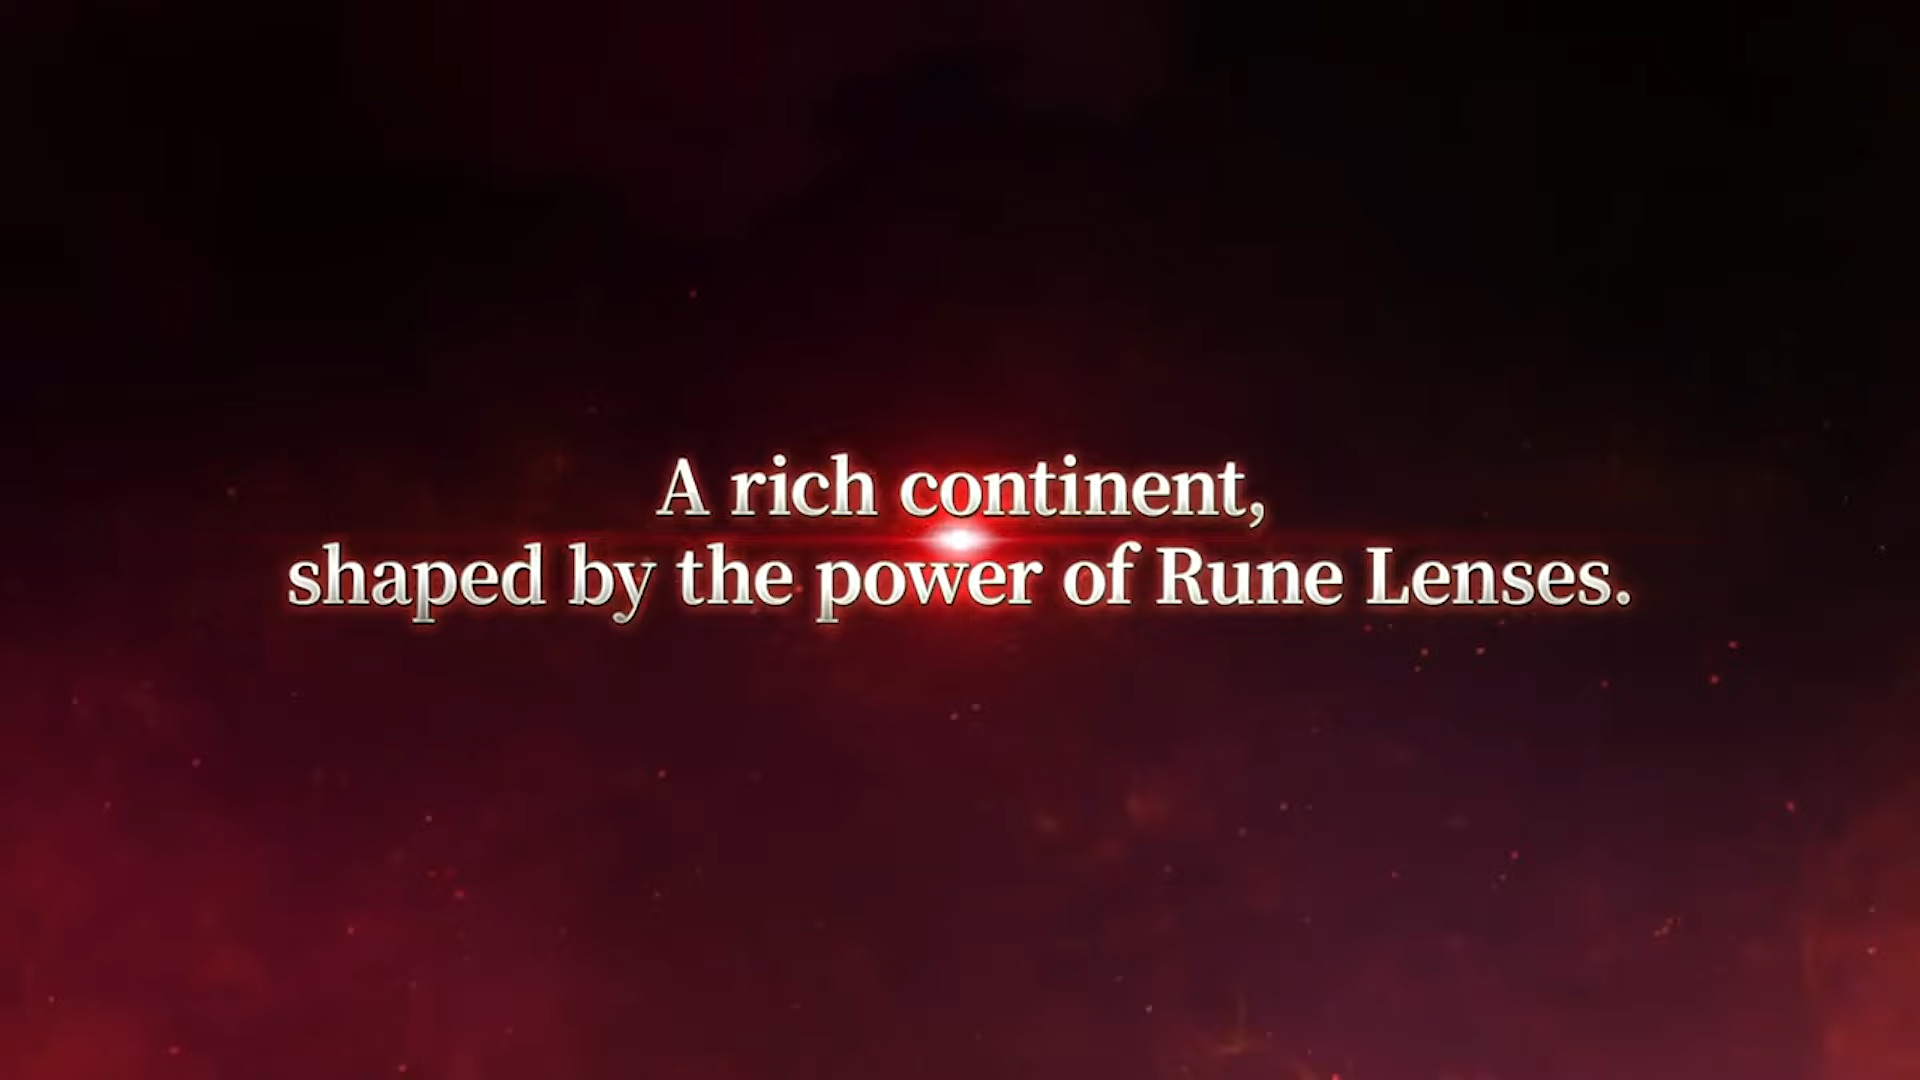 A rich continent,
shaped by the power of Rune Lenses.